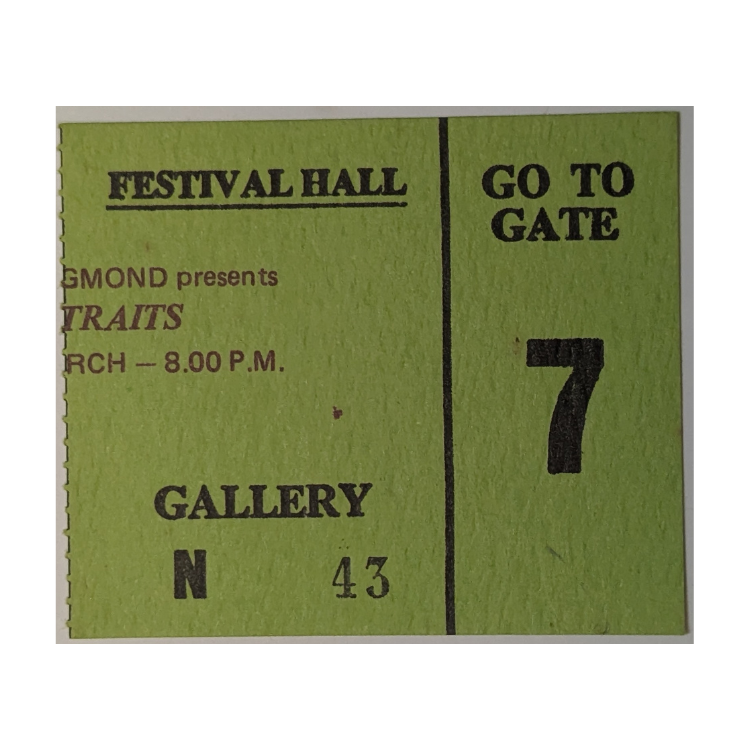 FESTIVAL HALL
GMOND presents
TRAITS
RCH — 8.00 P.M.
GALLERY
N 43
GO TO
GATE
7